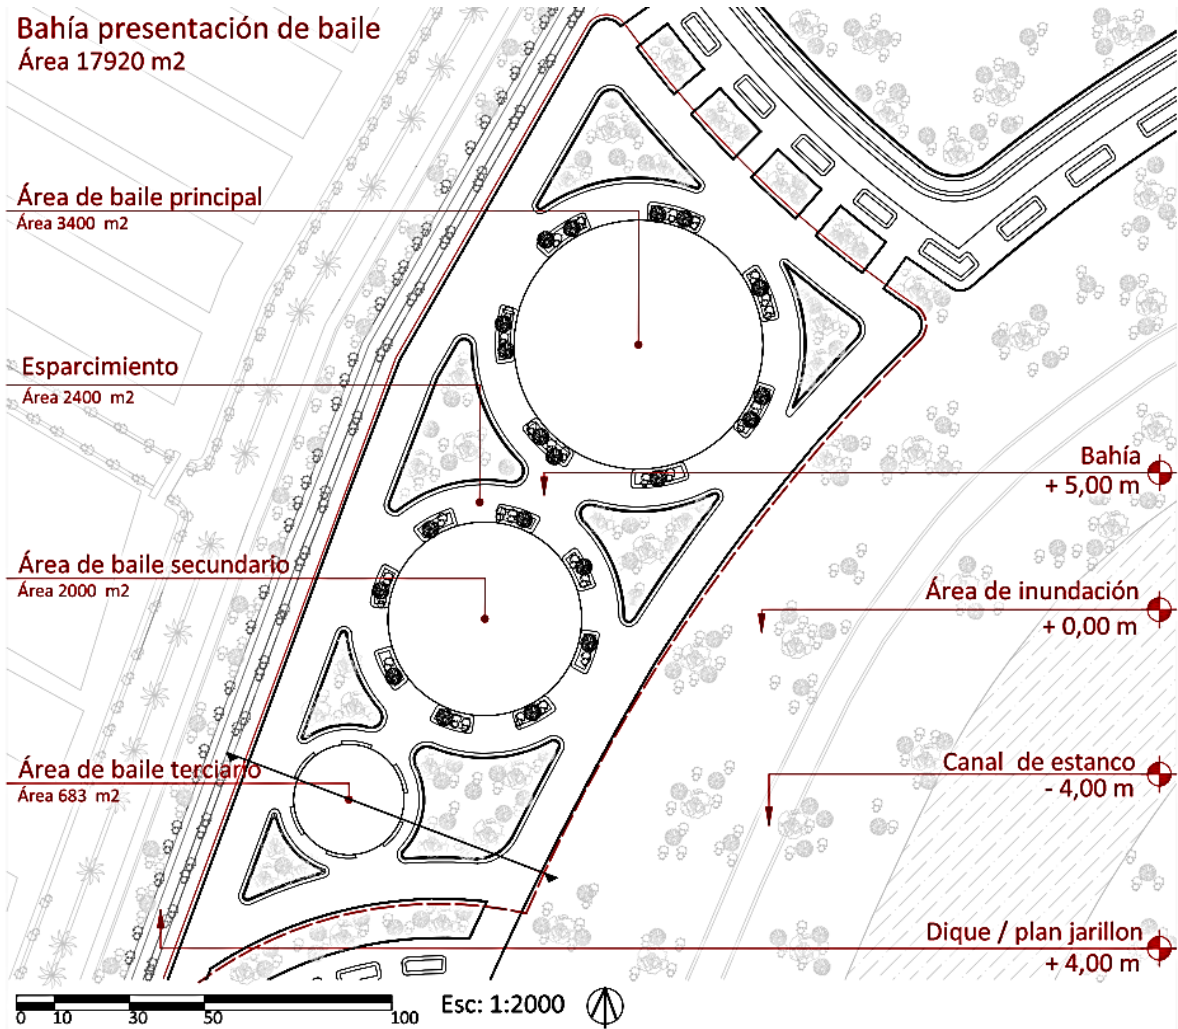 Bahía presentación de baile
Área 17920 m2
Área de baile principal
Área 3400 m2
Esparcimiento
Área 2400 m2
Bahía
+ 5,00 m
Área de baile secundario
Área 2000 m2
Área de inundación
+ 0,00 m
Área de baile terciario
Área 683 m2
Canal de estanco
- 4,00 m
Dique / plan jarillon
+ 4,00 m
0 10 30 50 100
Esc: 1:2000